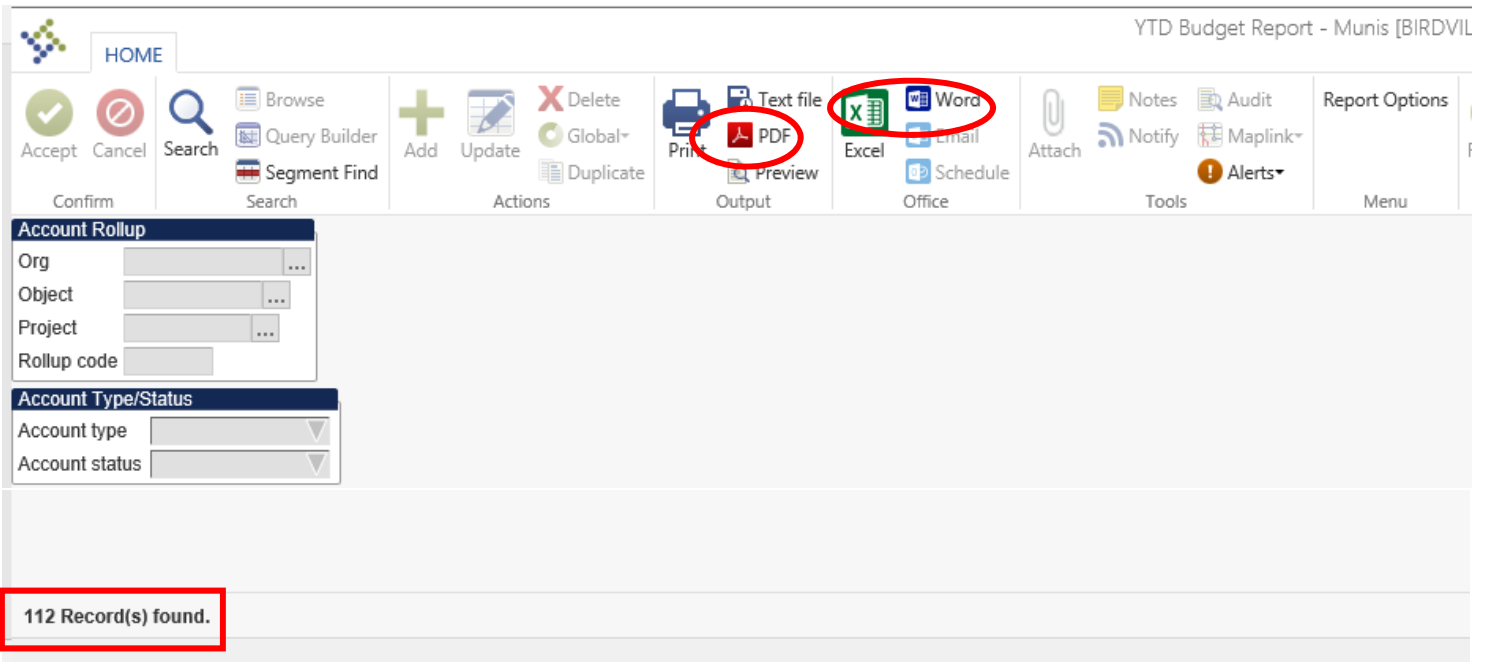 YTD Budget Report - Munis [BIRDVIL
HOME
Accept
Cancel
Search
Browse
Query Builder
Segment Find
Add
Update
Delete
Global
Duplicate
Print
Text file
PDF
Preview
Excel
Word
Email
Schedule
Attach
Notes
Notify
Audit
Maplink
Alerts
Report Options
Confirm
Search
Actions
Output
Office
Tools
Menu
Account Rollup
Org ...
Object ...
Project ...
Rollup code
Account Type/Status
Account type
Account status
112 Record(s) found.